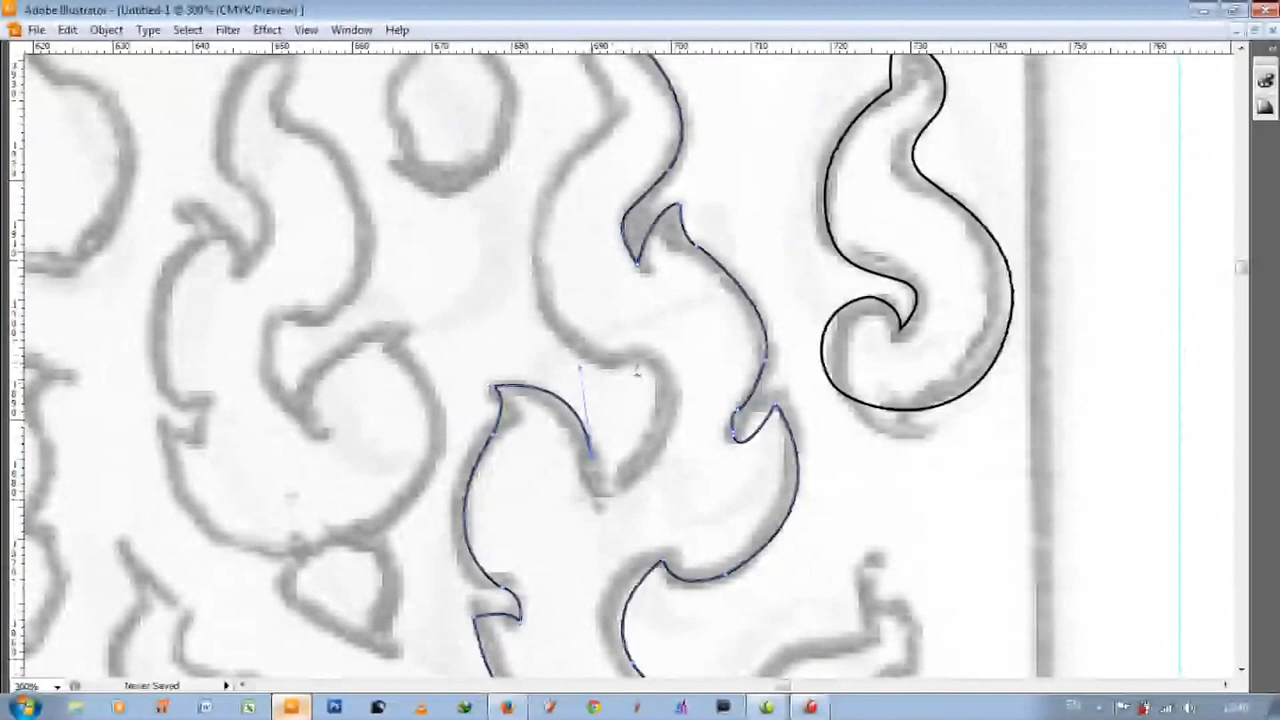 Adobe Illustrator - [Untitled-1 @ 300% (CMYK/Preview) ]
File Edit Object Type Select Filter Effect View Window Help
620 630 640 650 660 670 680 690 700 710 720 730 740 750 760
300% Never Saved
EN